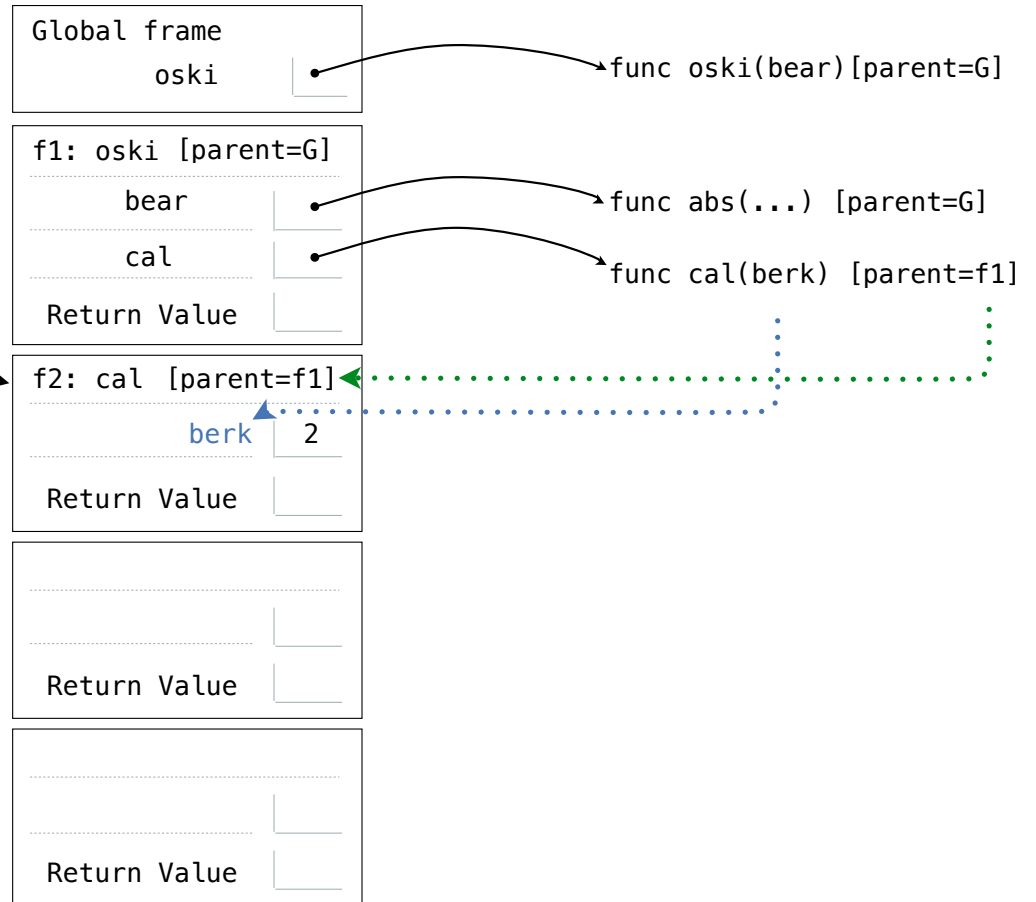 Global frame
oski
func oski(bear)[parent=G]
f1: oski [parent=G]
bear
func abs(...) [parent=G]
cal
func cal(berk) [parent=f1]
Return Value
f2: cal [parent=f1]
berk 2
Return Value
Return Value
Return Value